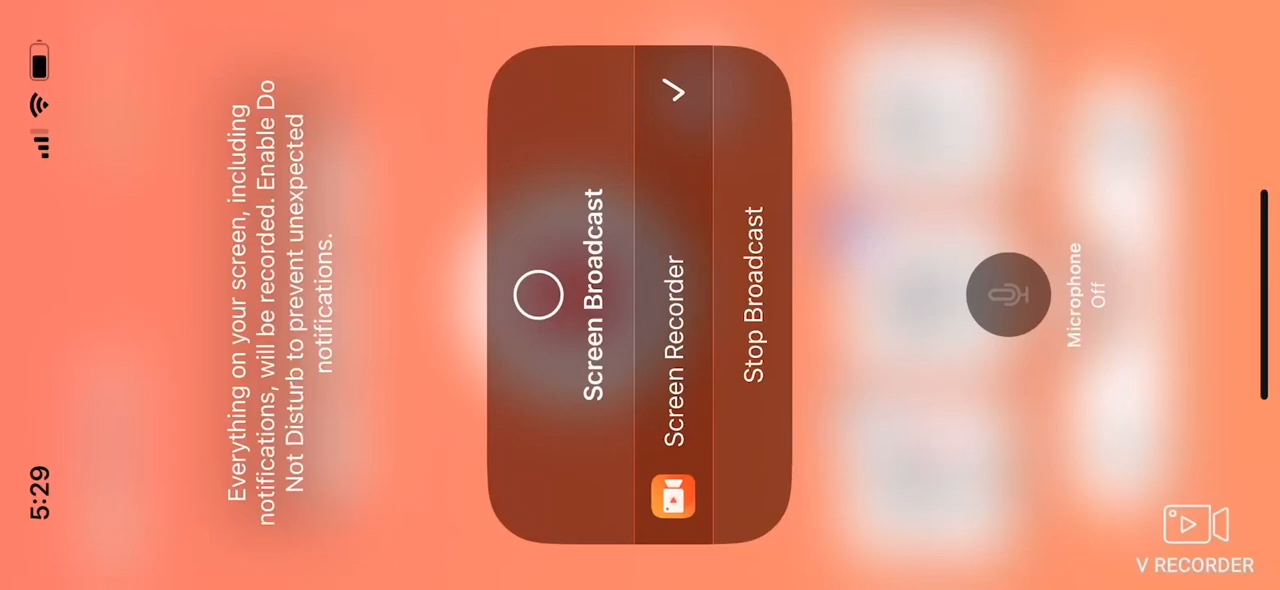 5:29
Everything on your screen, including
notifications, will be recorded. Enable Do
Not Disturb to prevent unexpected
notifications.
Screen Broadcast
Screen Recorder
Stop Broadcast
Microphone
Off
V RECORDER